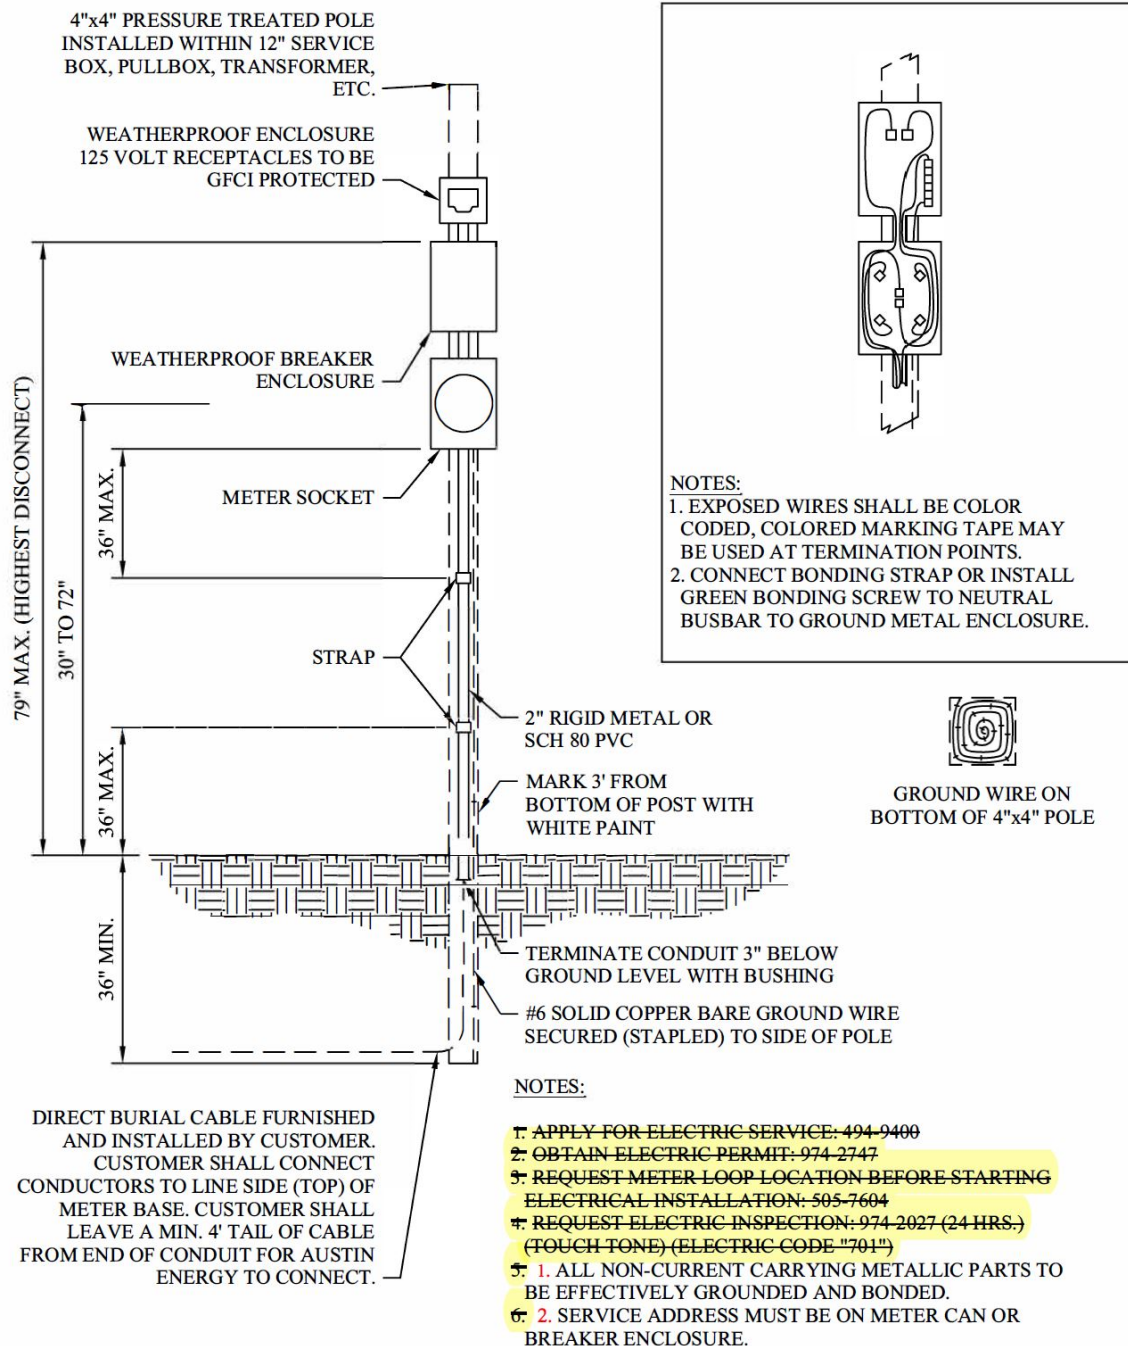 4"x4" PRESSURE TREATED POLE
INSTALLED WITHIN 12" SERVICE
BOX, PULLBOX, TRANSFORMER,
ETC.
WEATHERPROOF ENCLOSURE
125 VOLT RECEPTACLES TO BE
GFCI PROTECTED
WEATHERPROOF BREAKER
ENCLOSURE
79" MAX. (HIGHEST DISCONNECT)
30" TO 72"
36" MAX.
METER SOCKET
STRAP
36" MAX.
2" RIGID METAL OR
SCH 80 PVC
MARK 3' FROM
BOTTOM OF POST WITH
WHITE PAINT
36" MIN.
TERMINATE CONDUIT 3" BELOW
GROUND LEVEL WITH BUSHING
#6 SOLID COPPER BARE GROUND WIRE
SECURED (STAPLED) TO SIDE OF POLE
DIRECT BURIAL CABLE FURNISHED
AND INSTALLED BY CUSTOMER.
CUSTOMER SHALL CONNECT
CONDUCTORS TO LINE SIDE (TOP) OF
METER BASE. CUSTOMER SHALL
LEAVE A MIN. 4' TAIL OF CABLE
FROM END OF CONDUIT FOR AUSTIN
ENERGY TO CONNECT.
NOTES:
1. EXPOSED WIRES SHALL BE COLOR
CODED, COLORED MARKING TAPE MAY
BE USED AT TERMINATION POINTS.
2. CONNECT BONDING STRAP OR INSTALL
GREEN BONDING SCREW TO NEUTRAL
BUSBAR TO GROUND METAL ENCLOSURE.
GROUND WIRE ON
BOTTOM OF 4"x4" POLE
NOTES:
1. APPLY FOR ELECTRIC SERVICE: 494-9400
2. OBTAIN ELECTRIC PERMIT: 974-2747
3. REQUEST METER LOOP LOCATION BEFORE STARTING
ELECTRICAL INSTALLATION: 505-7604
4. REQUEST ELECTRIC INSPECTION: 974-2027 (24 HRS.)
(TOUCH TONE) (ELECTRIC CODE "701")
5. 1. ALL NON-CURRENT CARRYING METALLIC PARTS TO
BE EFFECTIVELY GROUNDED AND BONDED.
6. 2. SERVICE ADDRESS MUST BE ON METER CAN OR
BREAKER ENCLOSURE.